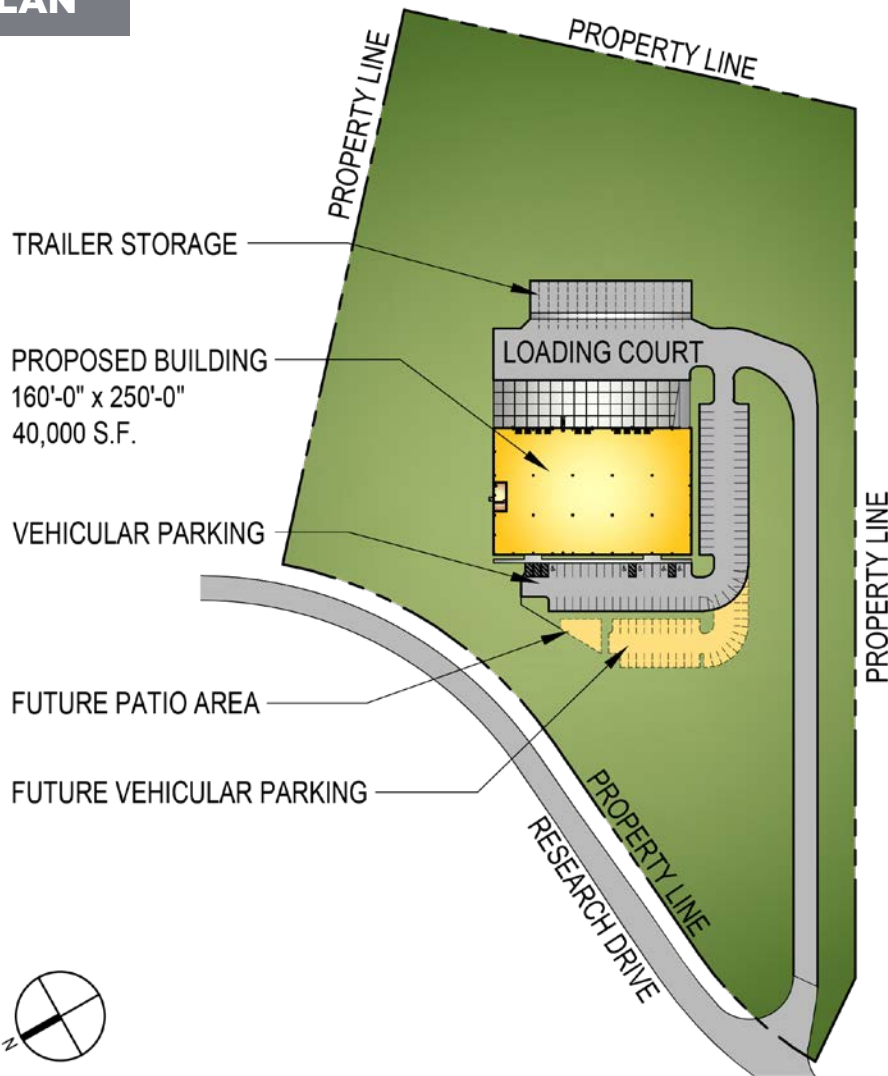 PROPERTY LINE
PROPERTY LINE
TRAILER STORAGE
LOADING COURT
PROPOSED BUILDING
160'-0" x 250'-0"
40,000 S.F.
VEHICULAR PARKING
PROPERTY LINE
FUTURE PATIO AREA
FUTURE VEHICULAR PARKING
PROPERTY LINE
RESEARCH DRIVE
N